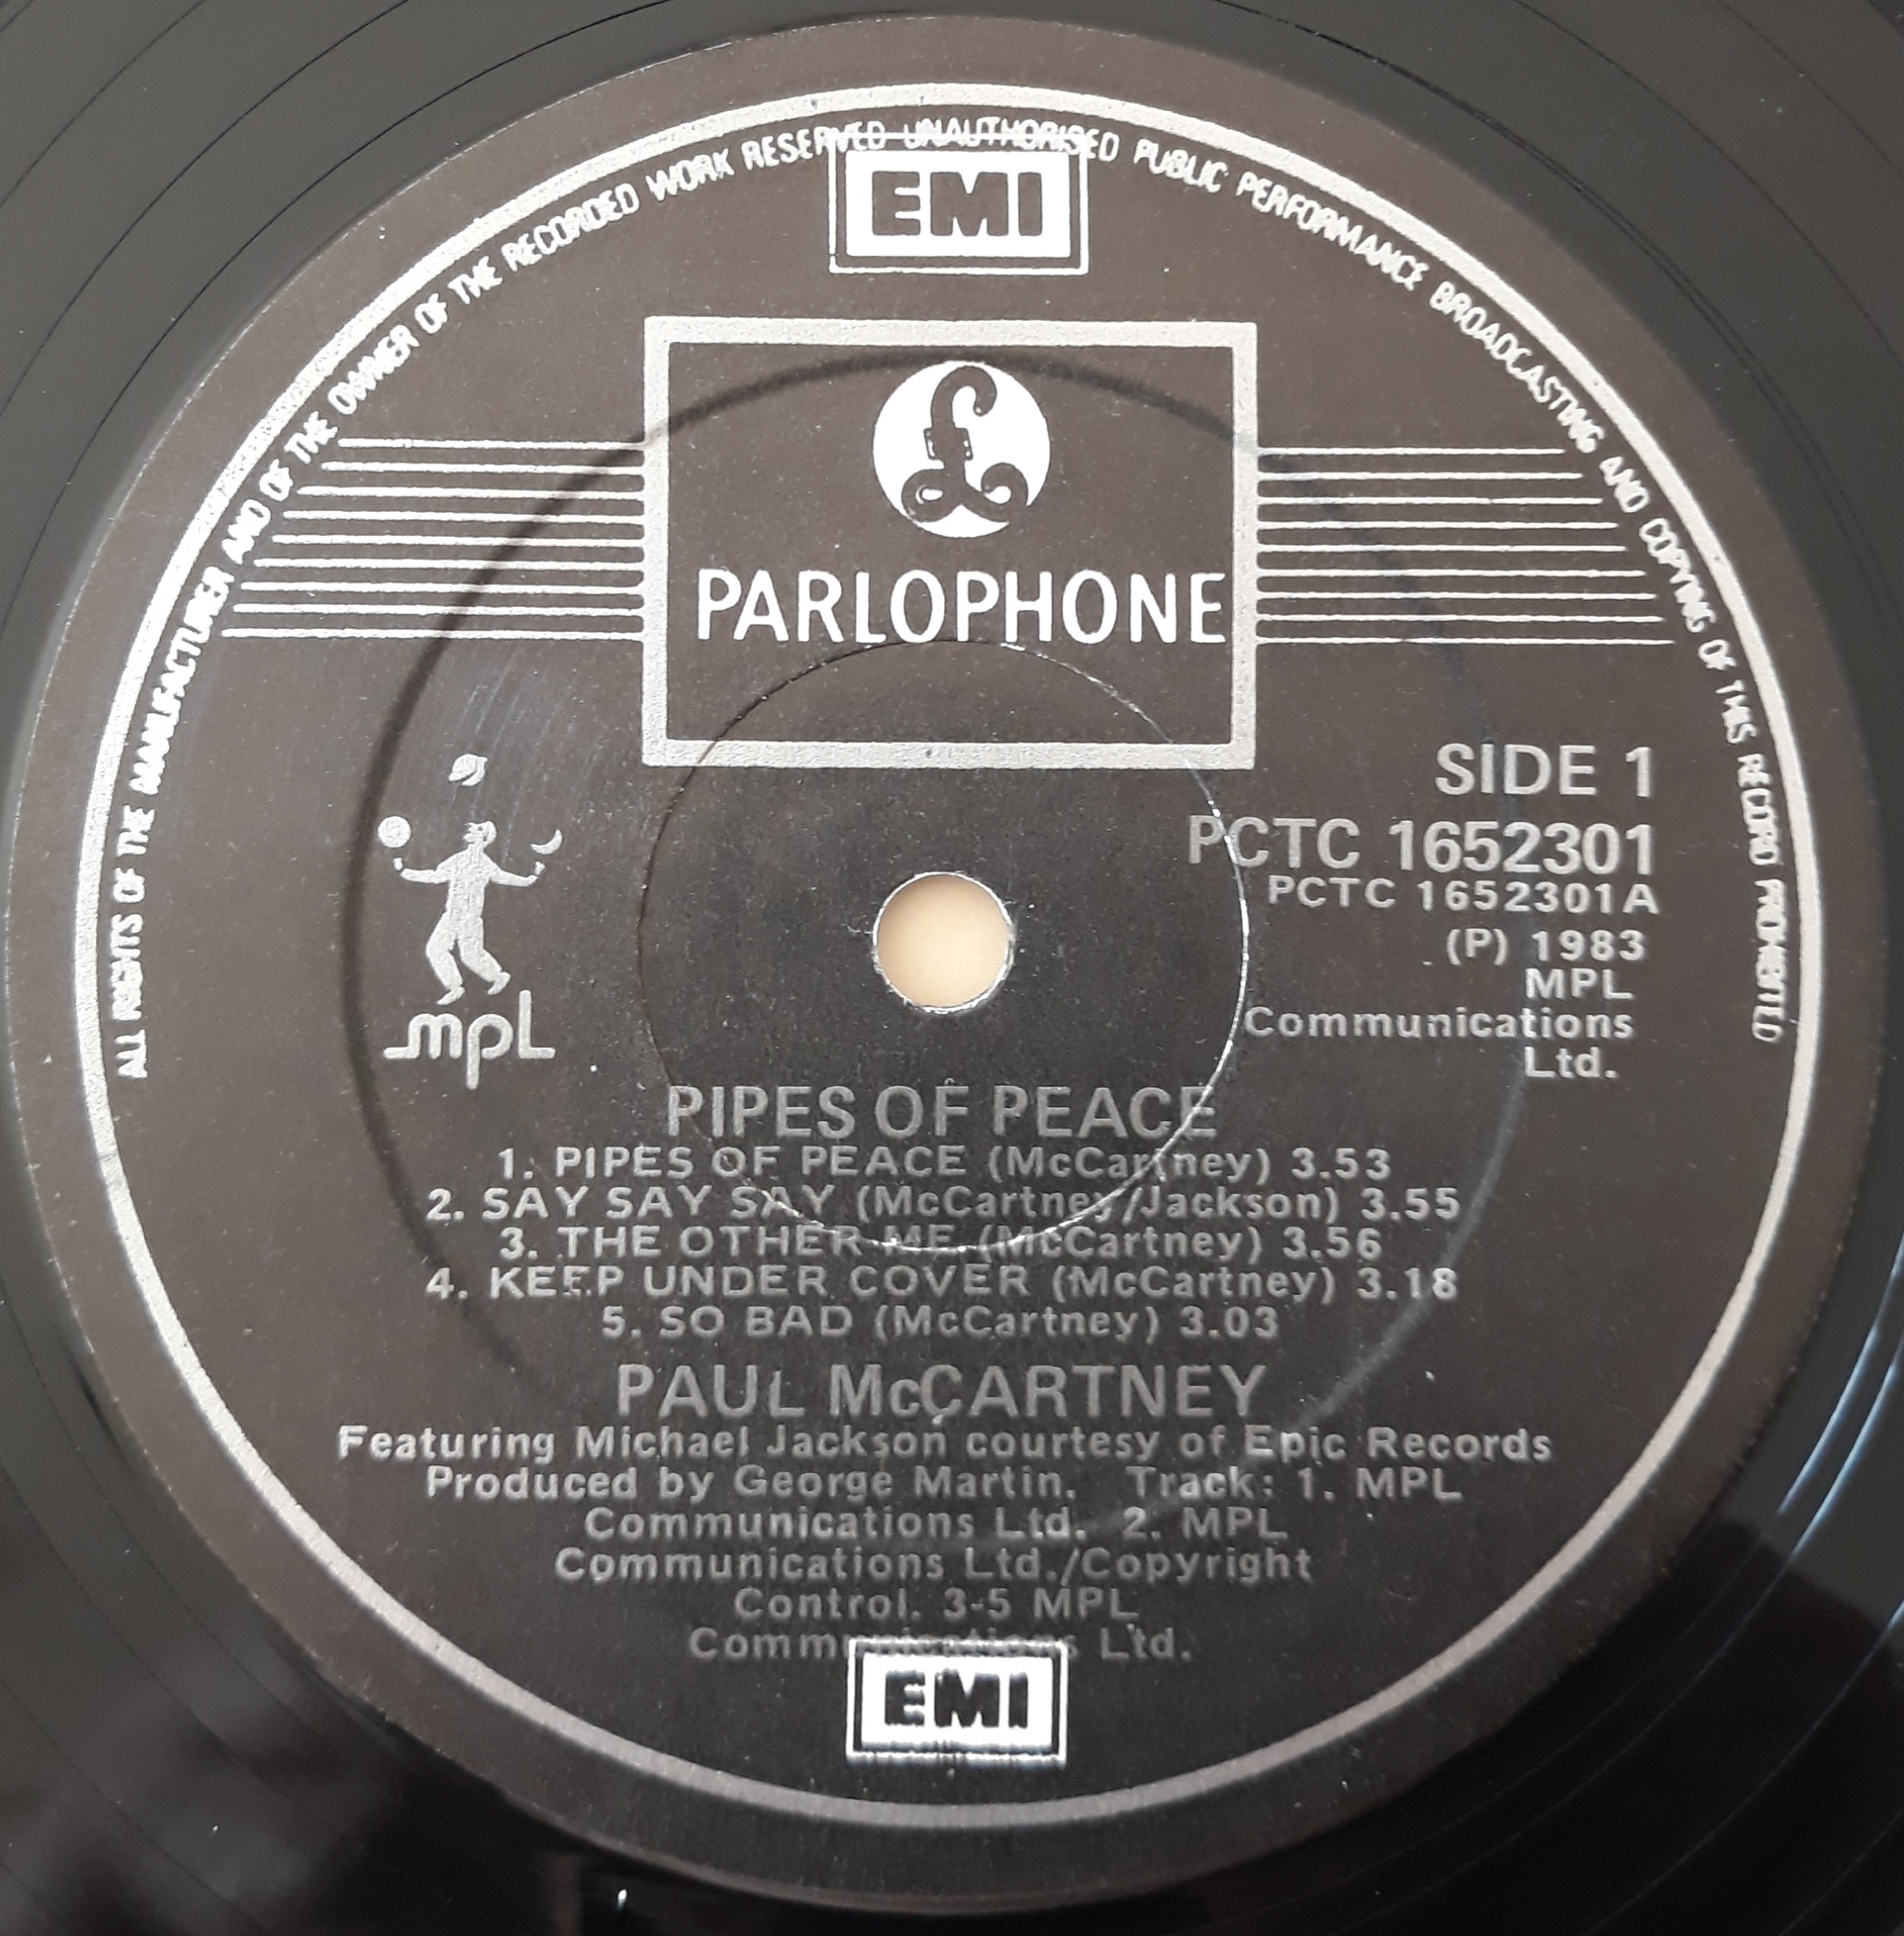 ALL RIGHTS OF THE MANUFACTURER AND OF THE OWNER OF THE RECORDED WORK RESERVED UNAUTHORISED PUBLIC PERFORMANCE BROADCASTING AND COPYING OF THIS RECORD PROHIBITED
EMI
PARLOPHONE
SIDE 1
PCTC 1652301
PCTC 1652301A
(P) 1983
MPL
Communications
Ltd.
mpl
PIPES OF PEACE
1. PIPES OF PEACE (McCartney) 3.53
2. SAY SAY SAY (McCartney/Jackson) 3.55
3. THE OTHER ME (McCartney) 3.56
4. KEEP UNDER COVER (McCartney) 3.18
5. SO BAD (McCartney) 3.03
PAUL McCARTNEY
Featuring Michael Jackson courtesy of Epic Records
Produced by George Martin. Track: 1. MPL
Communications Ltd. 2. MPL
Communications Ltd./Copyright
Control. 3-5 MPL
Communications Ltd.
EMI